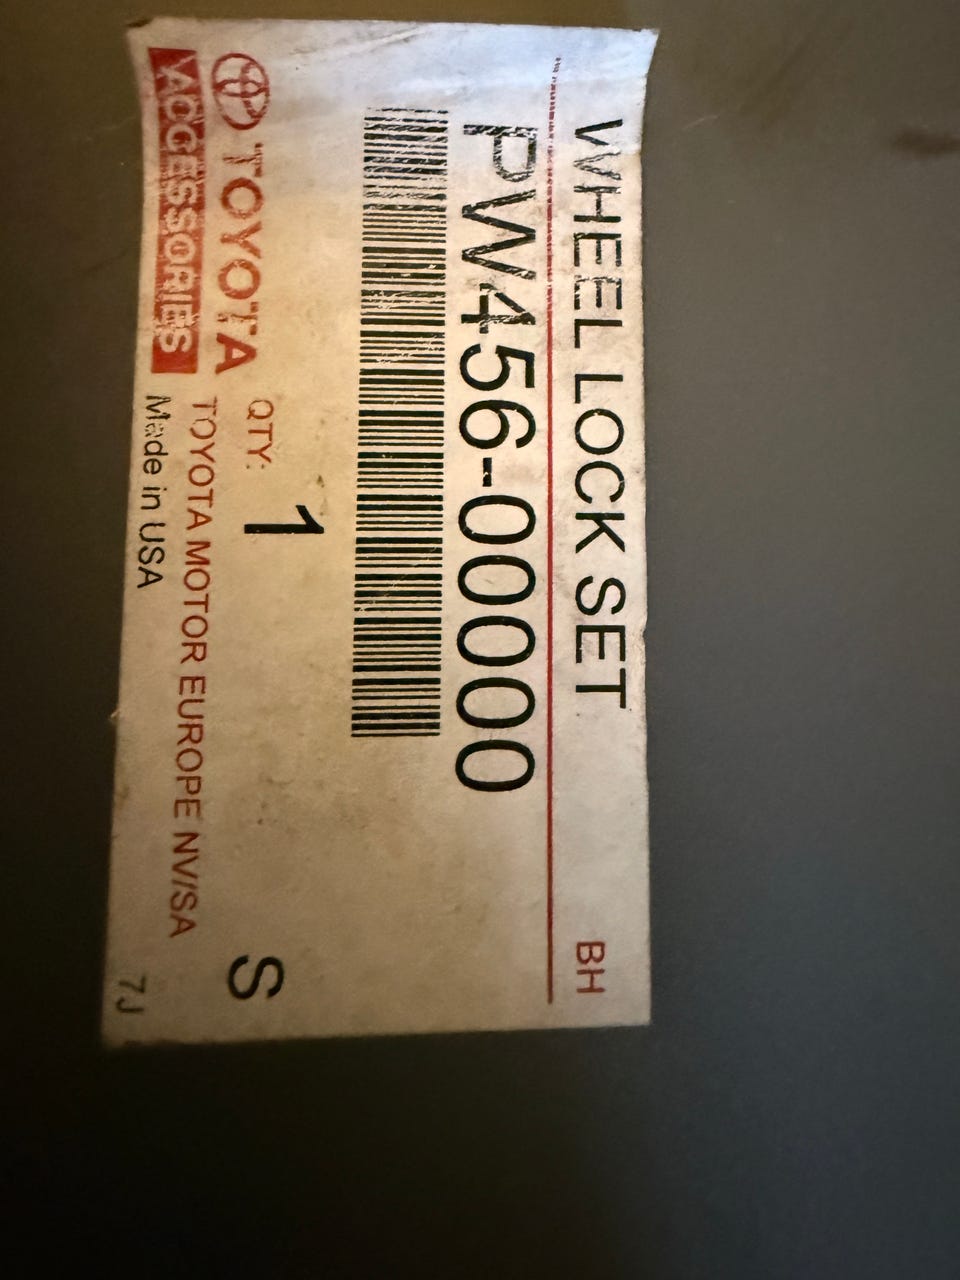 WHEEL LOCK SET BH
PW456-00000
QTY: 1 S
TOYOTA
ACCESSORIES
TOYOTA MOTOR EUROPE NV/SA
Made in USA 7J